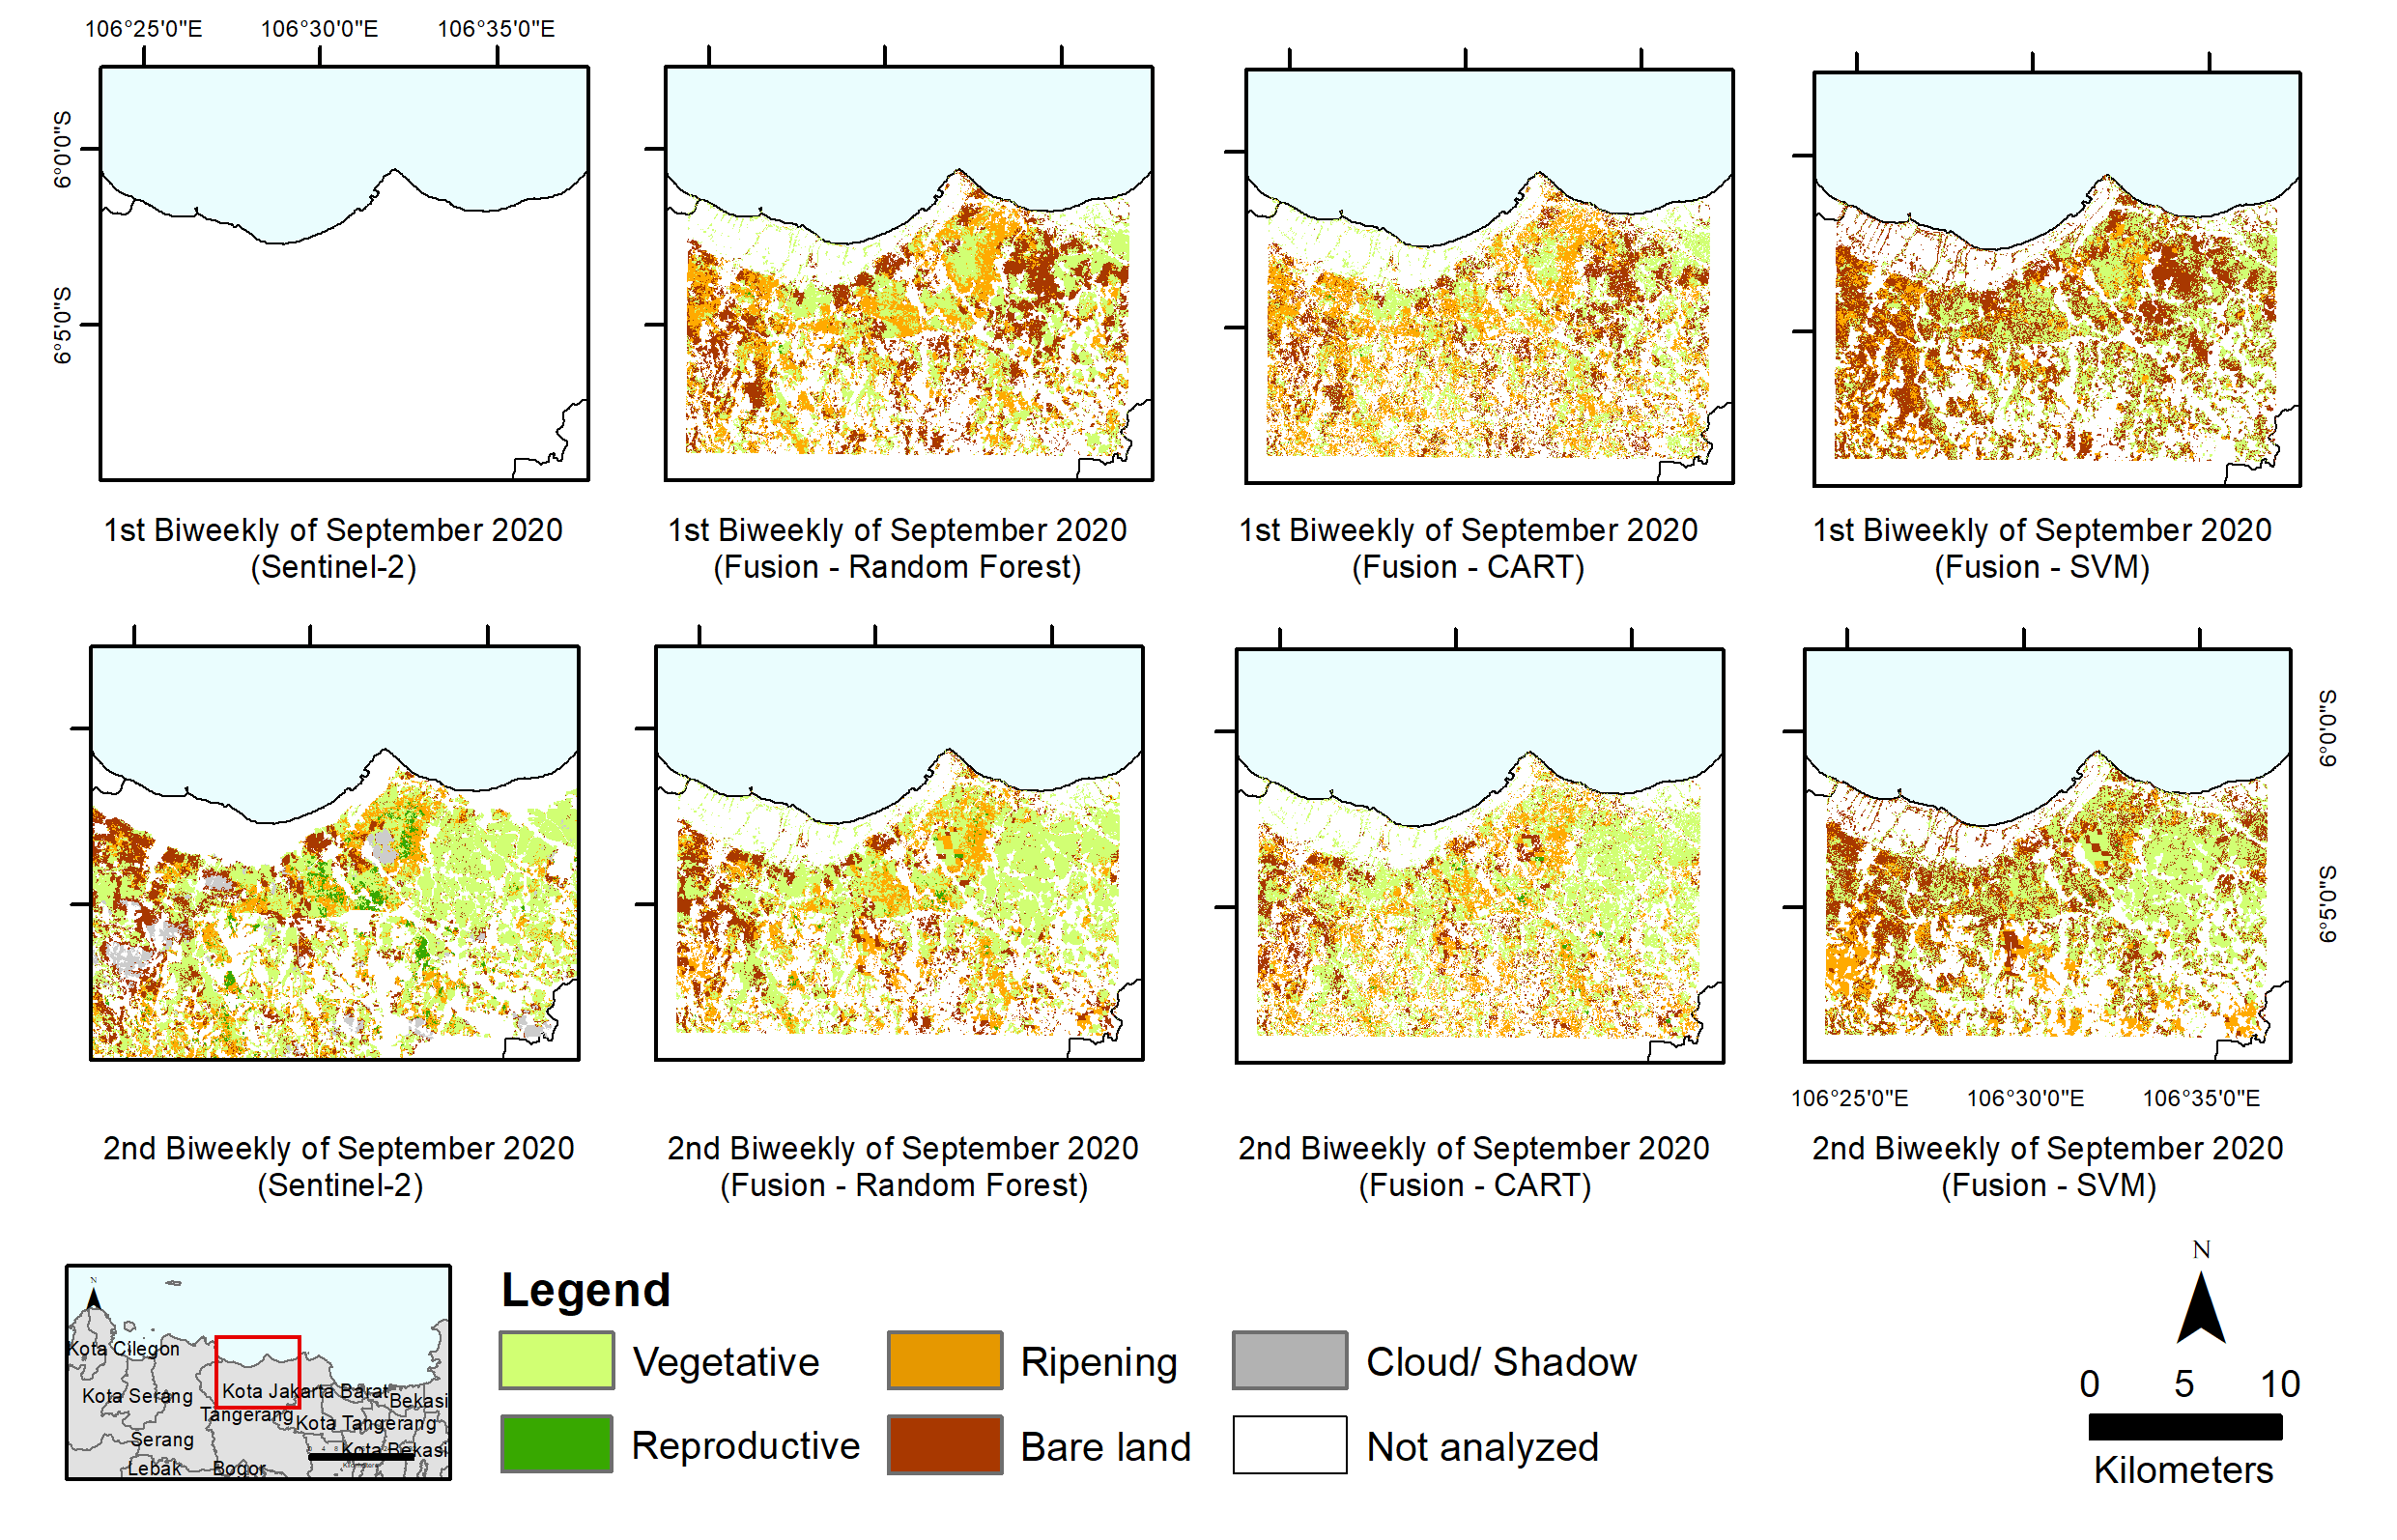 106°25'0"E 106°30'0"E 106°35'0"E
6°0'0"S
6°5'0"S
1st Biweekly of September 2020
(Sentinel-2)
1st Biweekly of September 2020
(Fusion - Random Forest)
1st Biweekly of September 2020
(Fusion - CART)
1st Biweekly of September 2020
(Fusion - SVM)
6°0'0"S
6°5'0"S
106°25'0"E 106°30'0"E 106°35'0"E
2nd Biweekly of September 2020
(Sentinel-2)
2nd Biweekly of September 2020
(Fusion - Random Forest)
2nd Biweekly of September 2020
(Fusion - CART)
2nd Biweekly of September 2020
(Fusion - SVM)
N
Kota Cilegon
Kota Serang
Kota Jakarta Barat
Bekasi
Tangerang
Kota Tangerang
Serang
Kota Bekasi
Lebak
Bogor
Legend
Vegetative
Ripening
Cloud/ Shadow
Reproductive
Bare land
Not analyzed
N
0 5 10
Kilometers